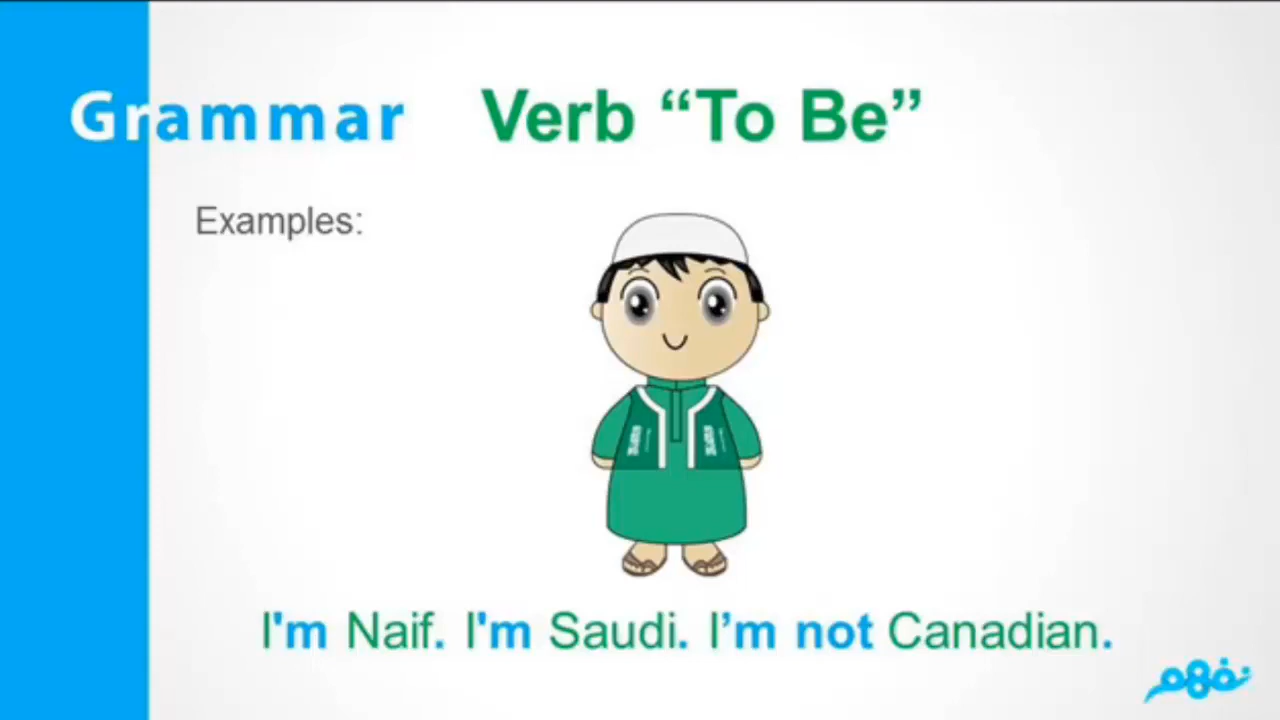 Grammar
Verb “To Be”
Examples:
I'm Naif. I'm Saudi. I’m not Canadian.
نفهم